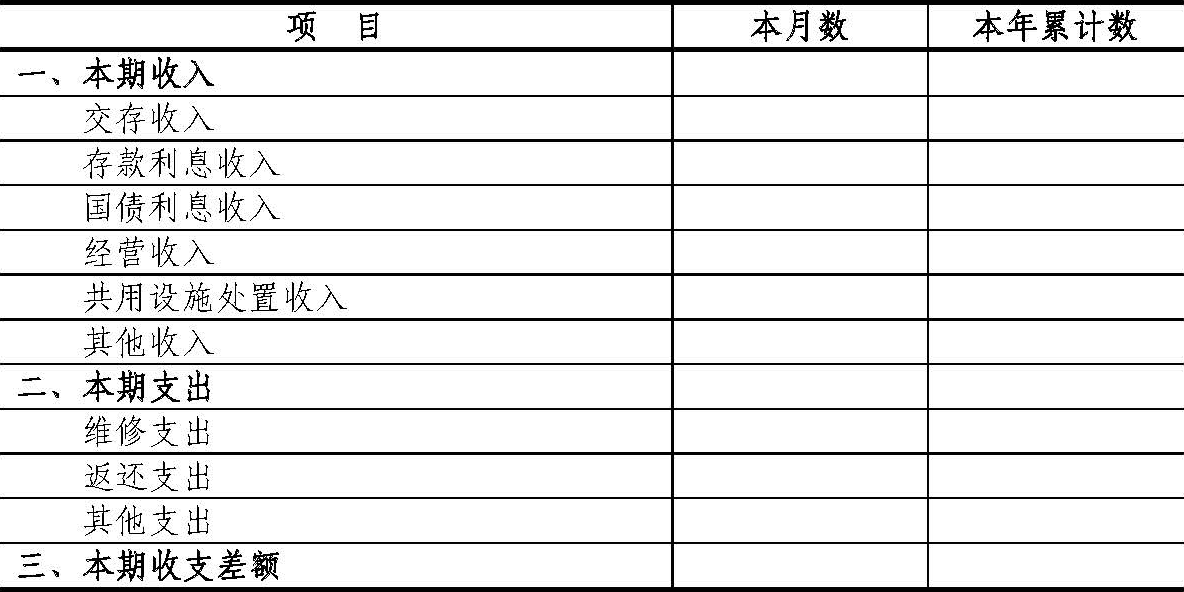 项 目 本月数 本年累计数
一、本期收入
交存收入
存款利息收入
国债利息收入
经营收入
共用设施处置收入
其他收入
二、本期支出
维修支出
返还支出
其他支出
三、本期收支差额